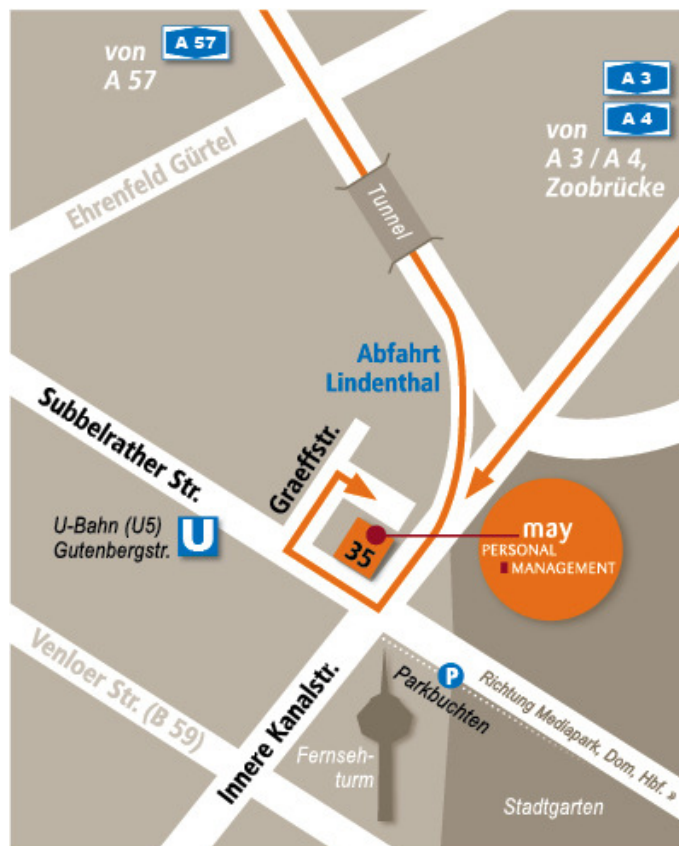 von
A 57
A 57
A 3
A 4
von
A 3 / A 4,
Zoobrücke
Ehrenfeld Gürtel
Tunnel
Abfahrt
Lindenthal
Subbelrather Str.
Graeffstr.
U-Bahn (U5)
Gutenbergstr.
U
35
may
PERSONAL
MANAGEMENT
Venloer Str. (B 59)
Innere Kanalstr.
P
Parkbuchten
Richtung Mediapark, Dom, Hbf. »
Fernseh-
turm
Stadtgarten